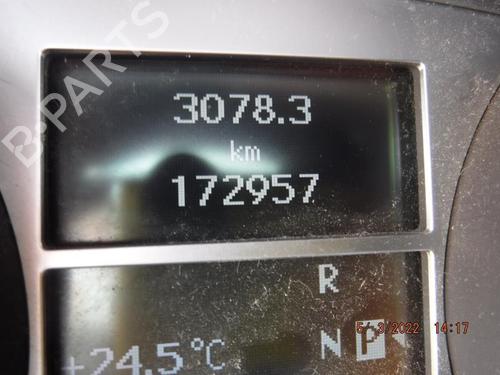 B-PARTS
3078.3
km
172957
R
+24.5°C
N P
5/3/2022 14:17